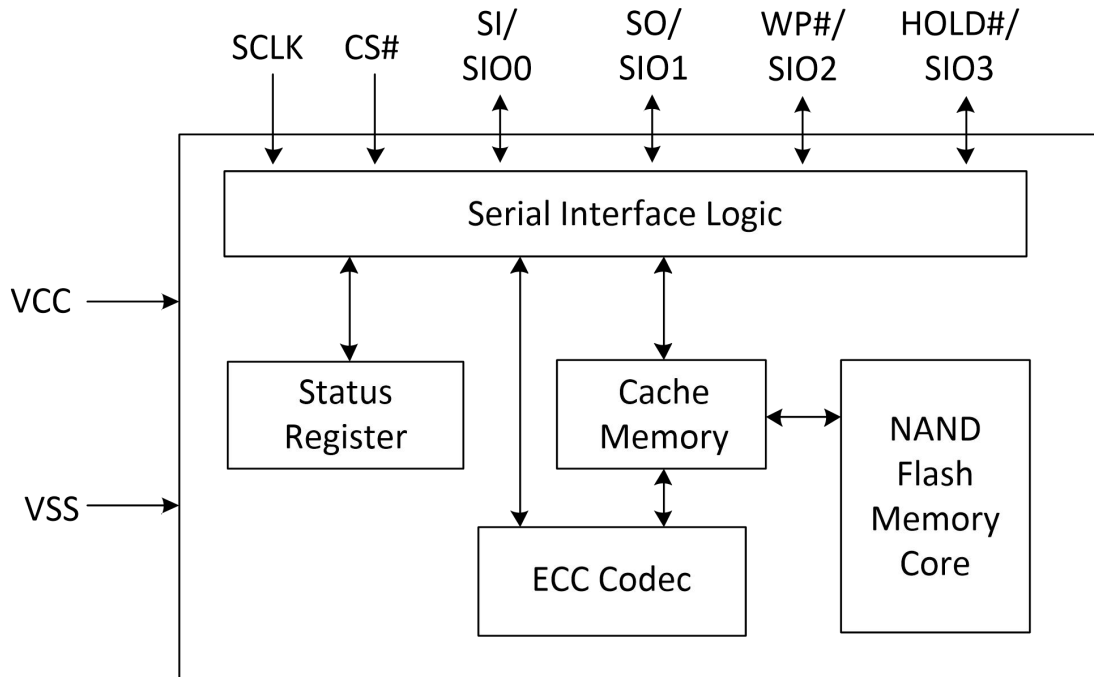 SCLK
CS#
SI/
SIO0
SO/
SIO1
WP#/
SIO2
HOLD#/
SIO3
Serial Interface Logic
VCC
VSS
Status
Register
Cache
Memory
NAND
Flash
Memory
Core
ECC Codec